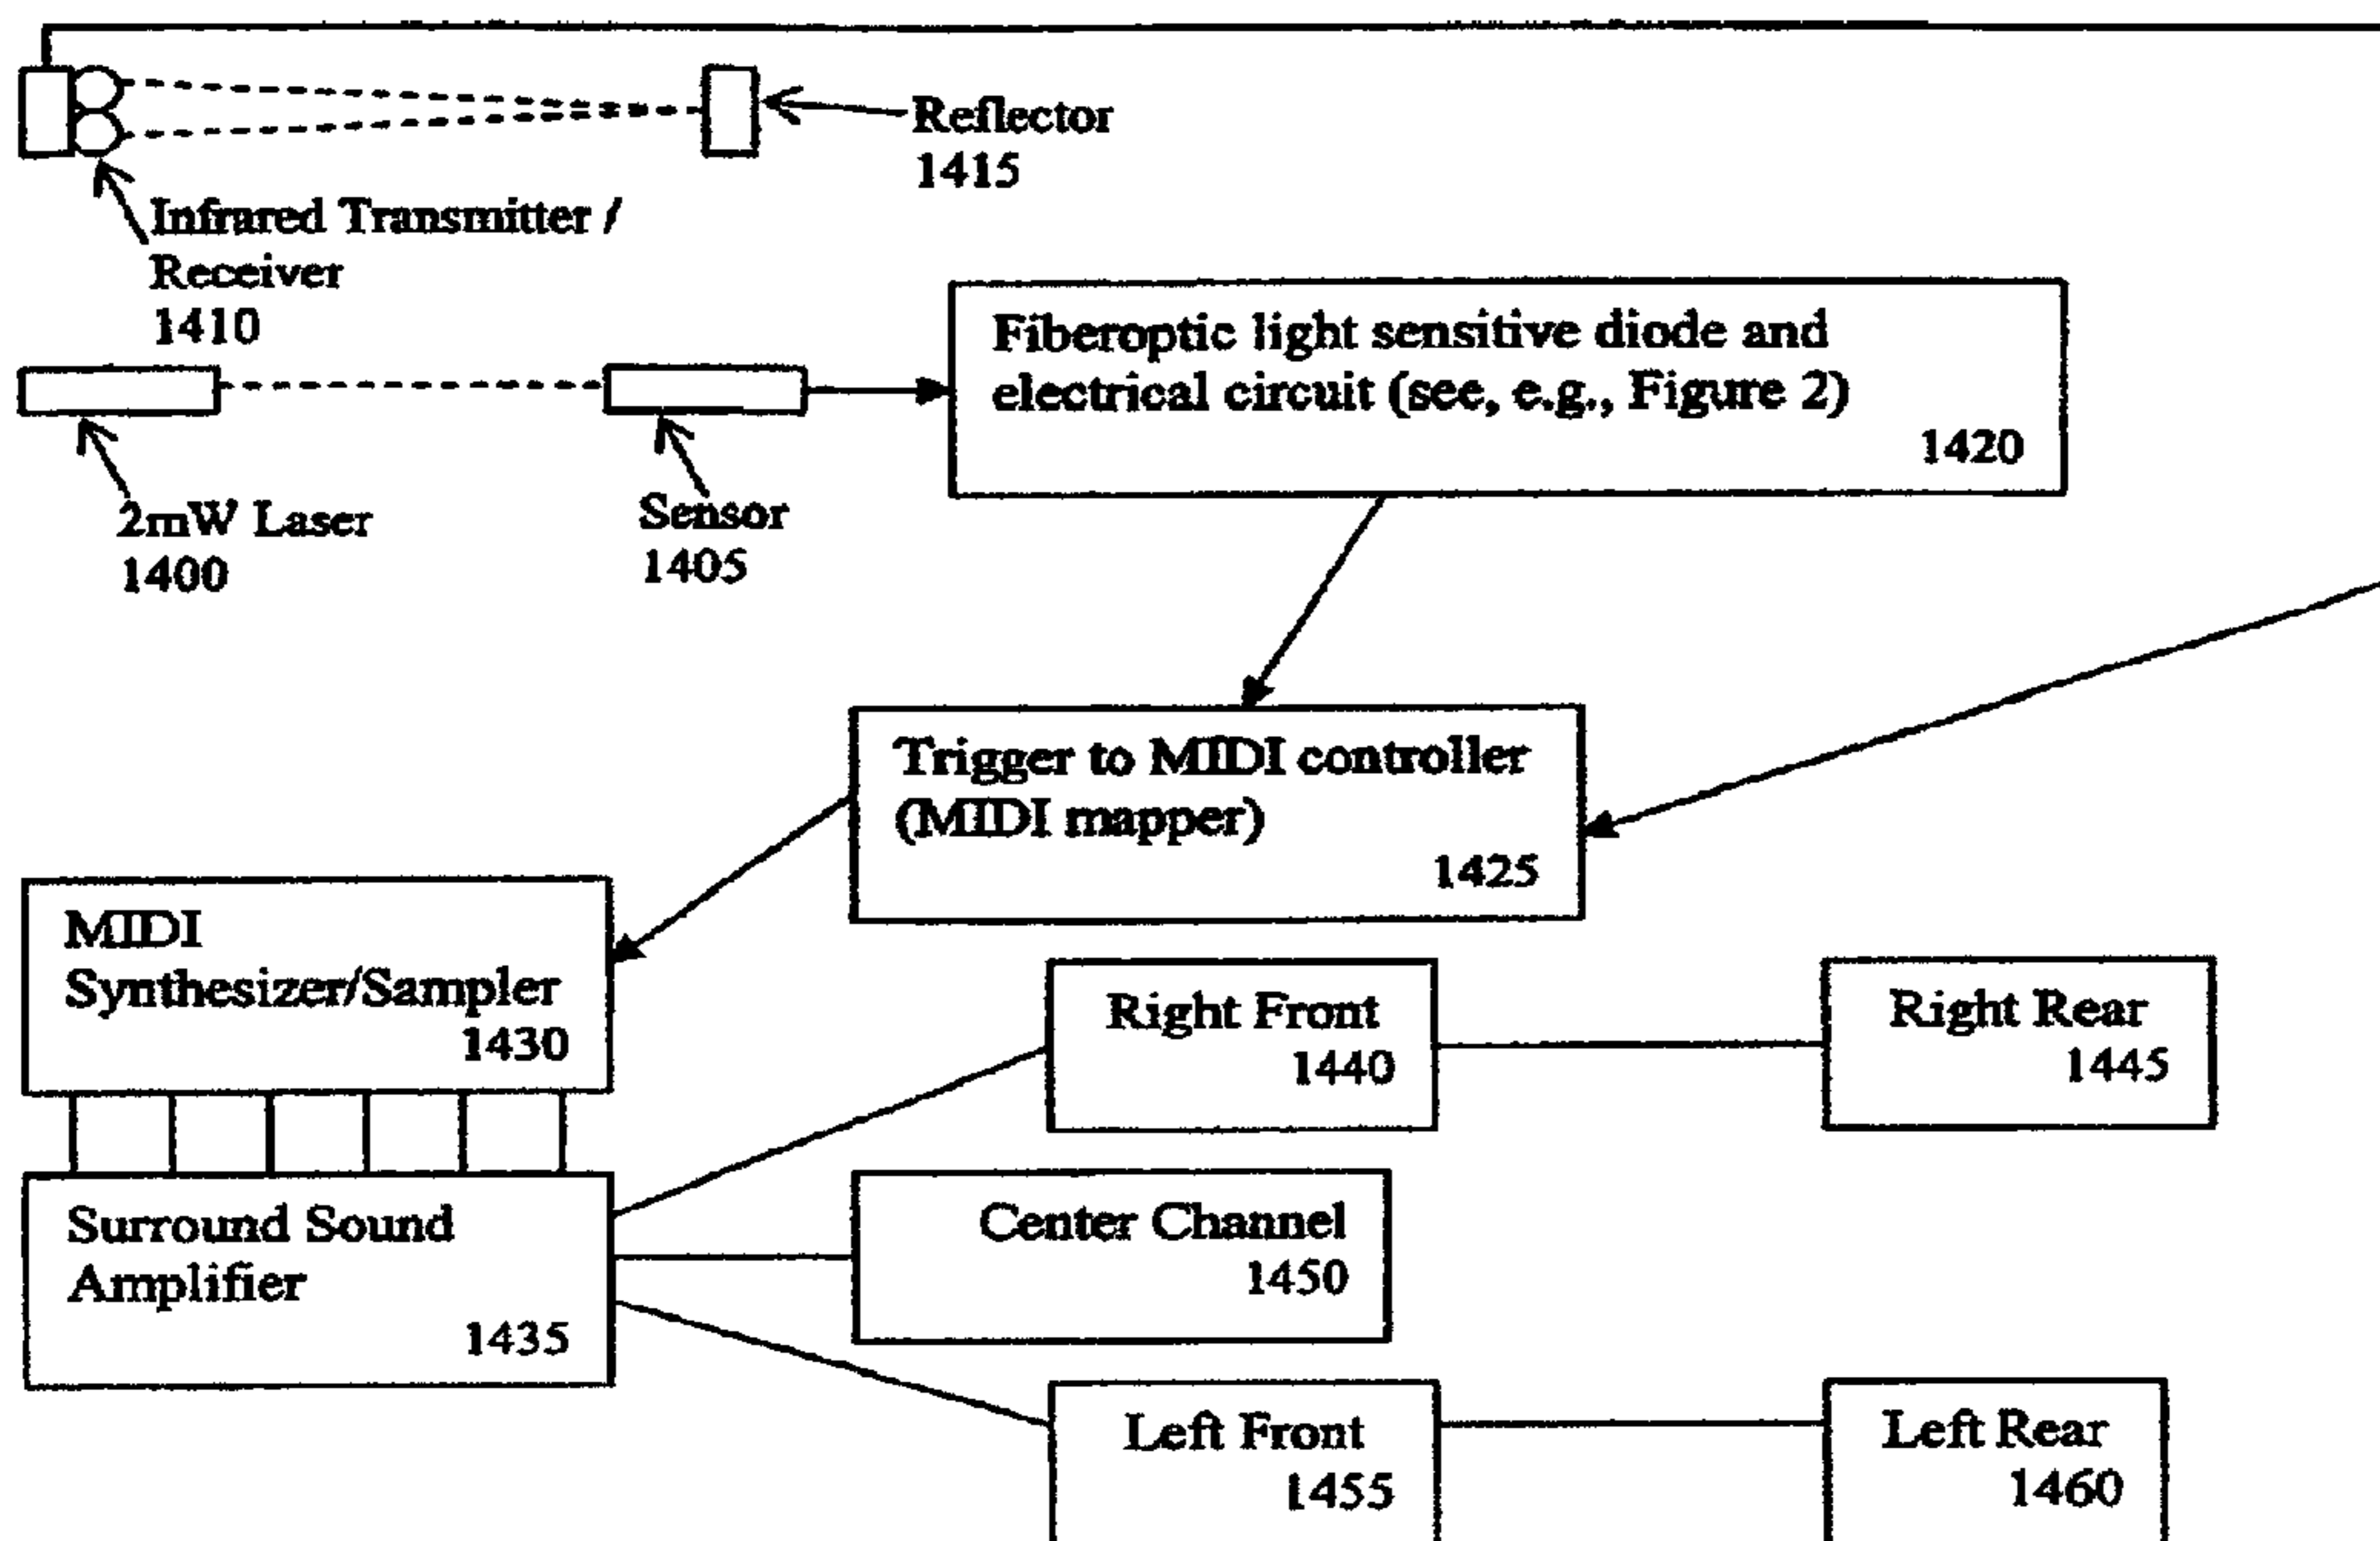 Reflector
1415
Infrared Transmitter /
Receiver
1410
Fiberoptic light sensitive diode and
electrical circuit (see, e.g., Figure 2)
1420
2mW Laser
1400
Sensor
1405
Trigger to MIDI controller
(MIDI mapper)
1425
MIDI
Synthesizer/Sampler
1430
Right Front
1440
Right Rear
1445
Surround Sound
Amplifier
1435
Center Channel
1450
Left Front
1455
Left Rear
1460